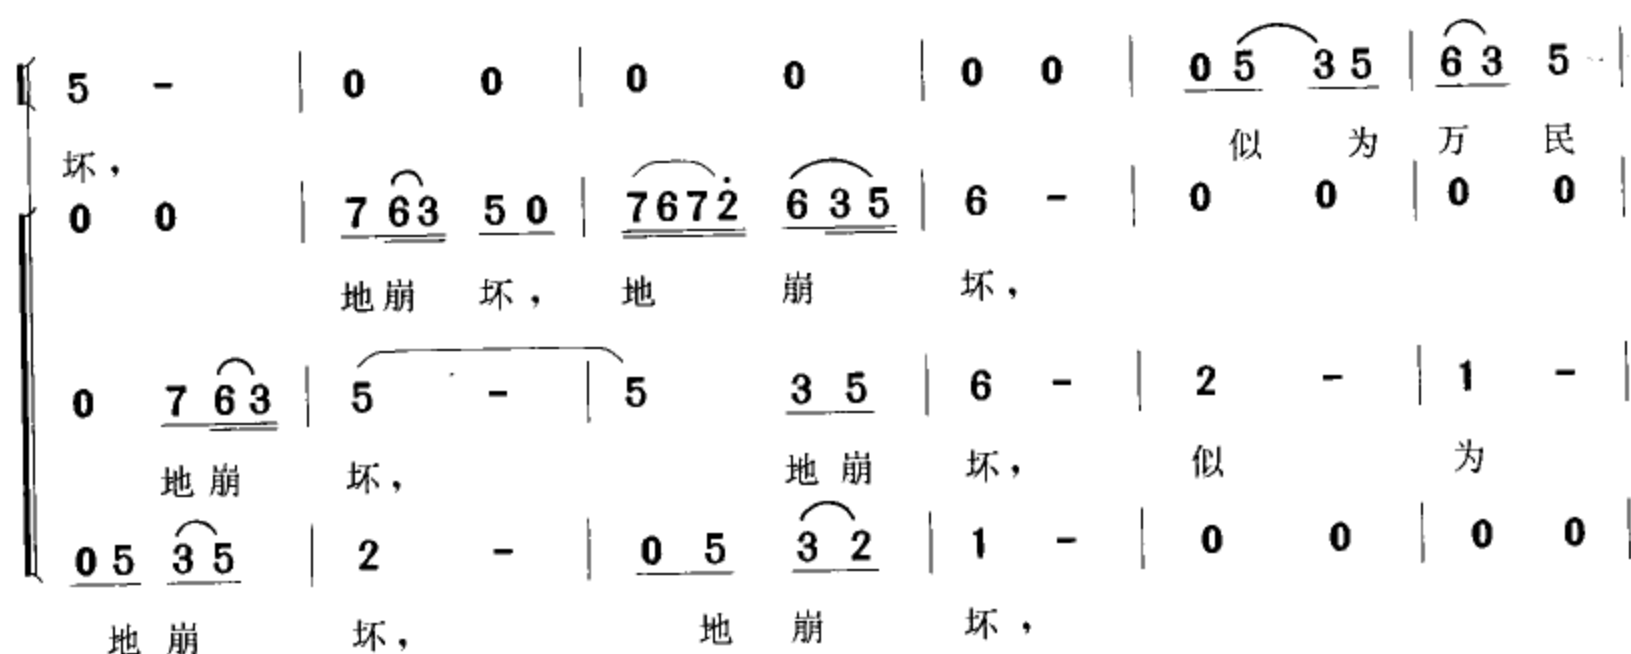 5 - | 0 0 | 0 0 | 0 0 | 0 5 3 5 | 6 3 5 |
坏， 似 为 万 民
0 0 | 7 6 3 5 0 | 7 6 7 2̇ 6 3 5 | 6 - | 0 0 | 0 0 |
地 崩 坏， 地 崩 坏，
0 7 6 3 | 5 - | 5 3 5 | 6 - | 2 - | 1 - |
地 崩 坏， 地 崩 坏， 似 为
0 5 3 5 | 2 - | 0 5 3 2 | 1 - | 0 0 | 0 0 |
地 崩 坏， 地 崩 坏，